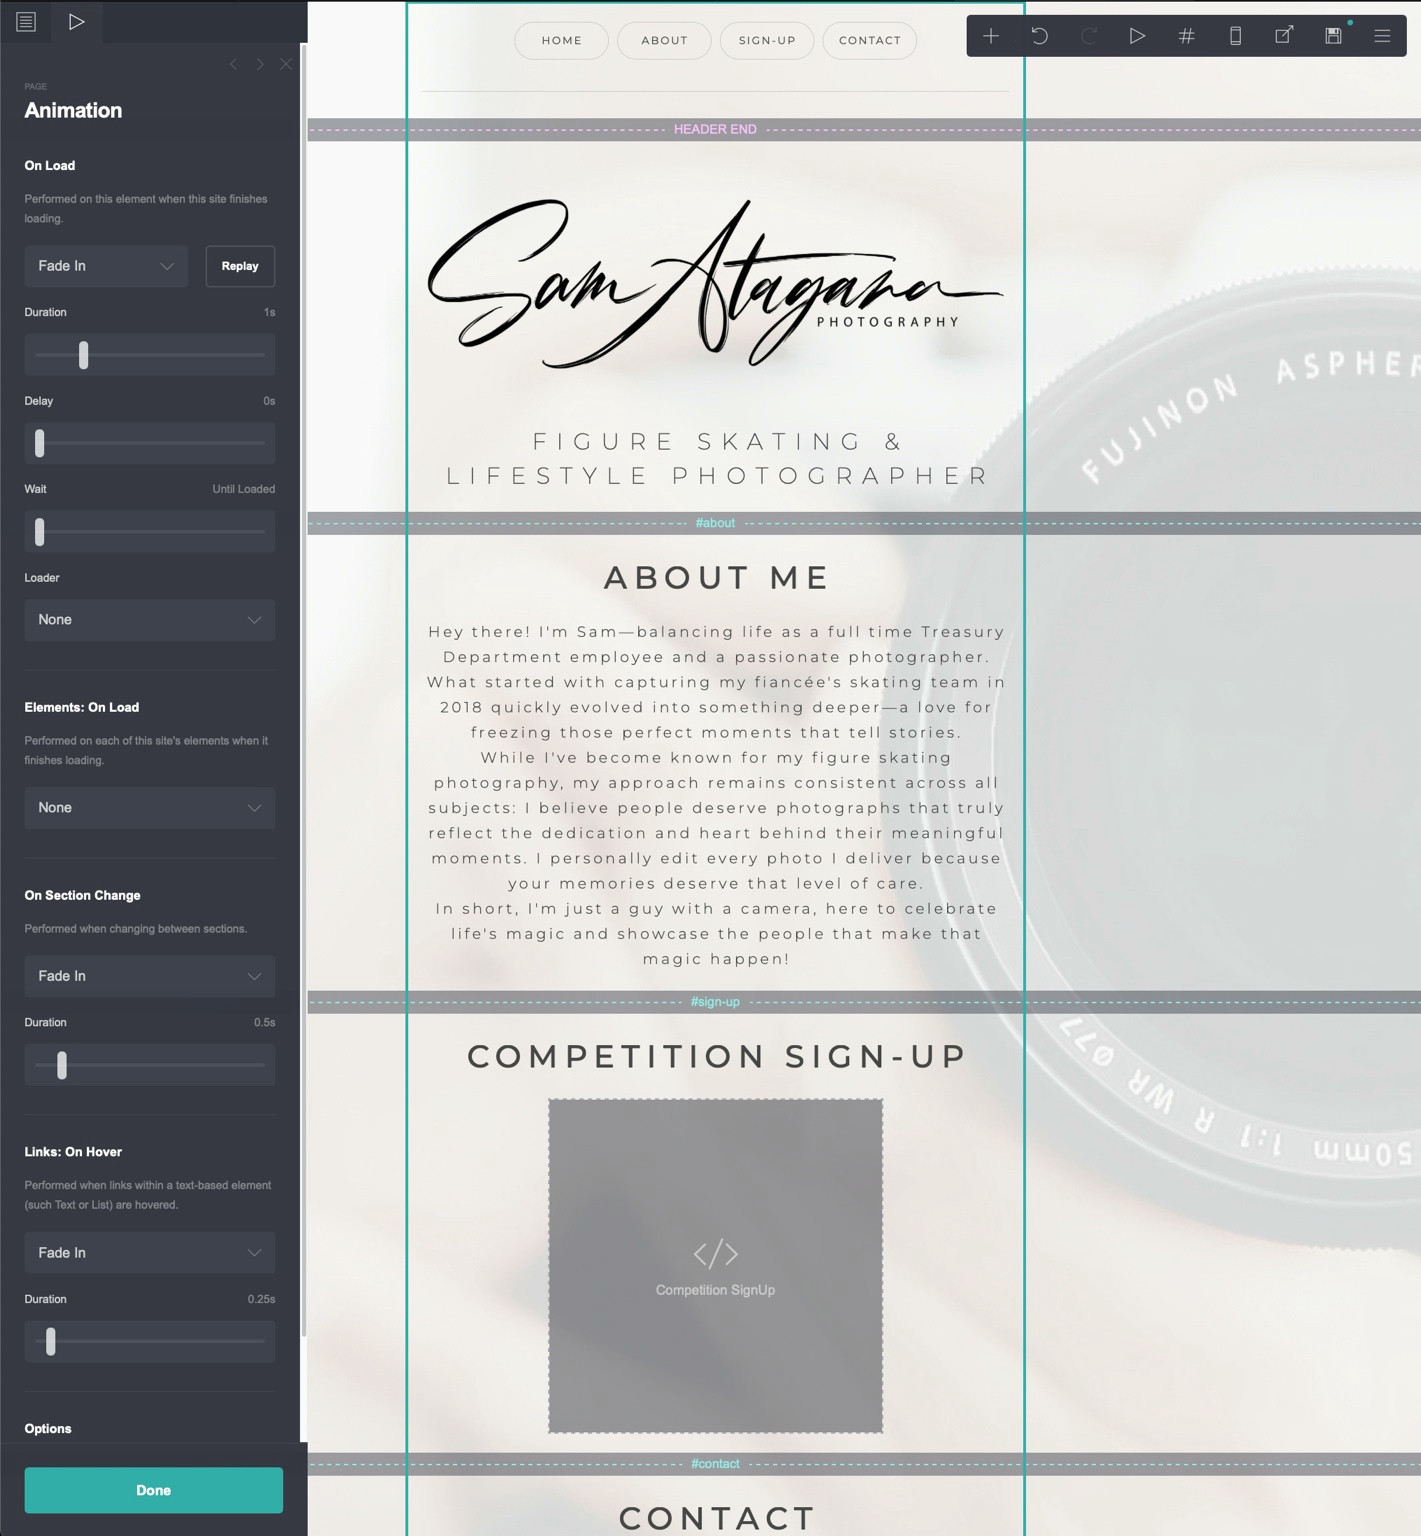 PAGE
Animation
On Load
Performed on this element when this site finishes
loading.
Fade In
Replay
Duration
1s
Delay
0s
Wait
Until Loaded
Loader
None
Elements: On Load
Performed on each of this site's elements when it
finishes loading.
None
On Section Change
Performed when changing between sections.
Fade In
Duration
0.5s
Links: On Hover
Performed when links within a text-based element
(such Text or List) are hovered.
Fade In
Duration
0.25s
Options
Done
HOME
ABOUT
SIGN-UP
CONTACT
HEADER END
Sam Atagana
PHOTOGRAPHY
FIGURE SKATING &
LIFESTYLE PHOTOGRAPHER
#about
ABOUT ME
Hey there! I'm Sam—balancing life as a full time Treasury
Department employee and a passionate photographer.
What started with capturing my fiancée's skating team in
2018 quickly evolved into something deeper—a love for
freezing those perfect moments that tell stories.
While I've become known for my figure skating
photography, my approach remains consistent across all
subjects: I believe people deserve photographs that truly
reflect the dedication and heart behind their meaningful
moments. I personally edit every photo I deliver because
your memories deserve that level of care.
In short, I'm just a guy with a camera, here to celebrate
life's magic and showcase the people that make that
magic happen!
#sign-up
COMPETITION SIGN-UP
</>
Competition SignUp
#contact
CONTACT
FUJINON ASPHER
50mm 1:1 R WR Ø77